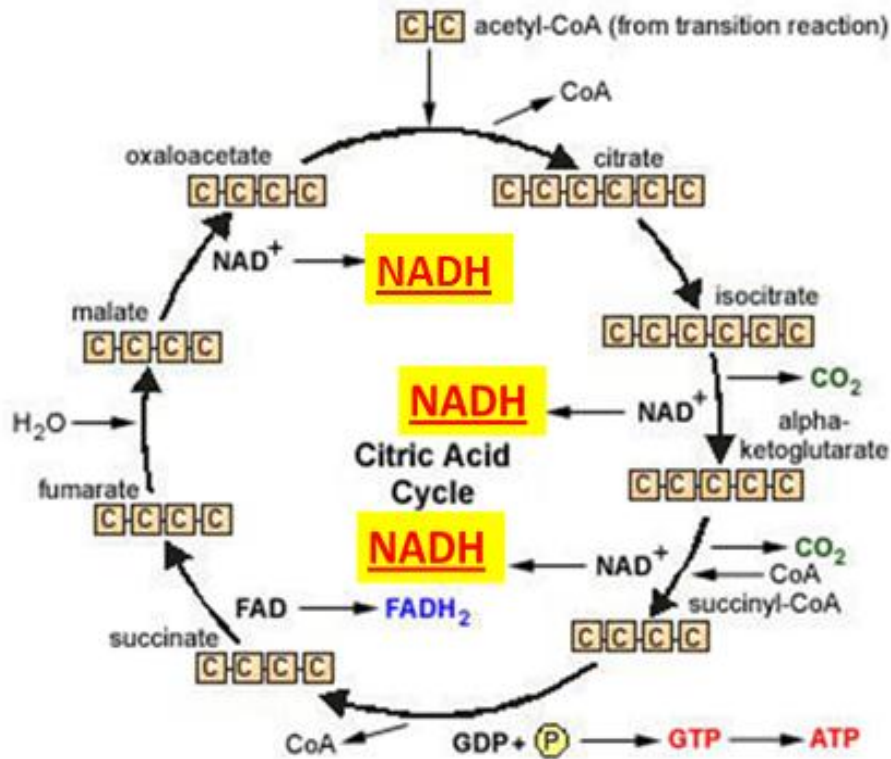 C C acetyl-CoA (from transition reaction)
CoA
oxaloacetate
C C C C
citrate
C C C C C C
NAD+ NADH
isocitrate
C C C C C C
malate
C C C C
CO2
NADH NAD+
alpha-
ketoglutarate
C C C C C
H2O
Citric Acid
Cycle
fumarate
C C C C
NADH NAD+
CO2
CoA
succinyl-CoA
C C C C
FAD FADH2
succinate
C C C C
CoA
GDP + P GTP ATP